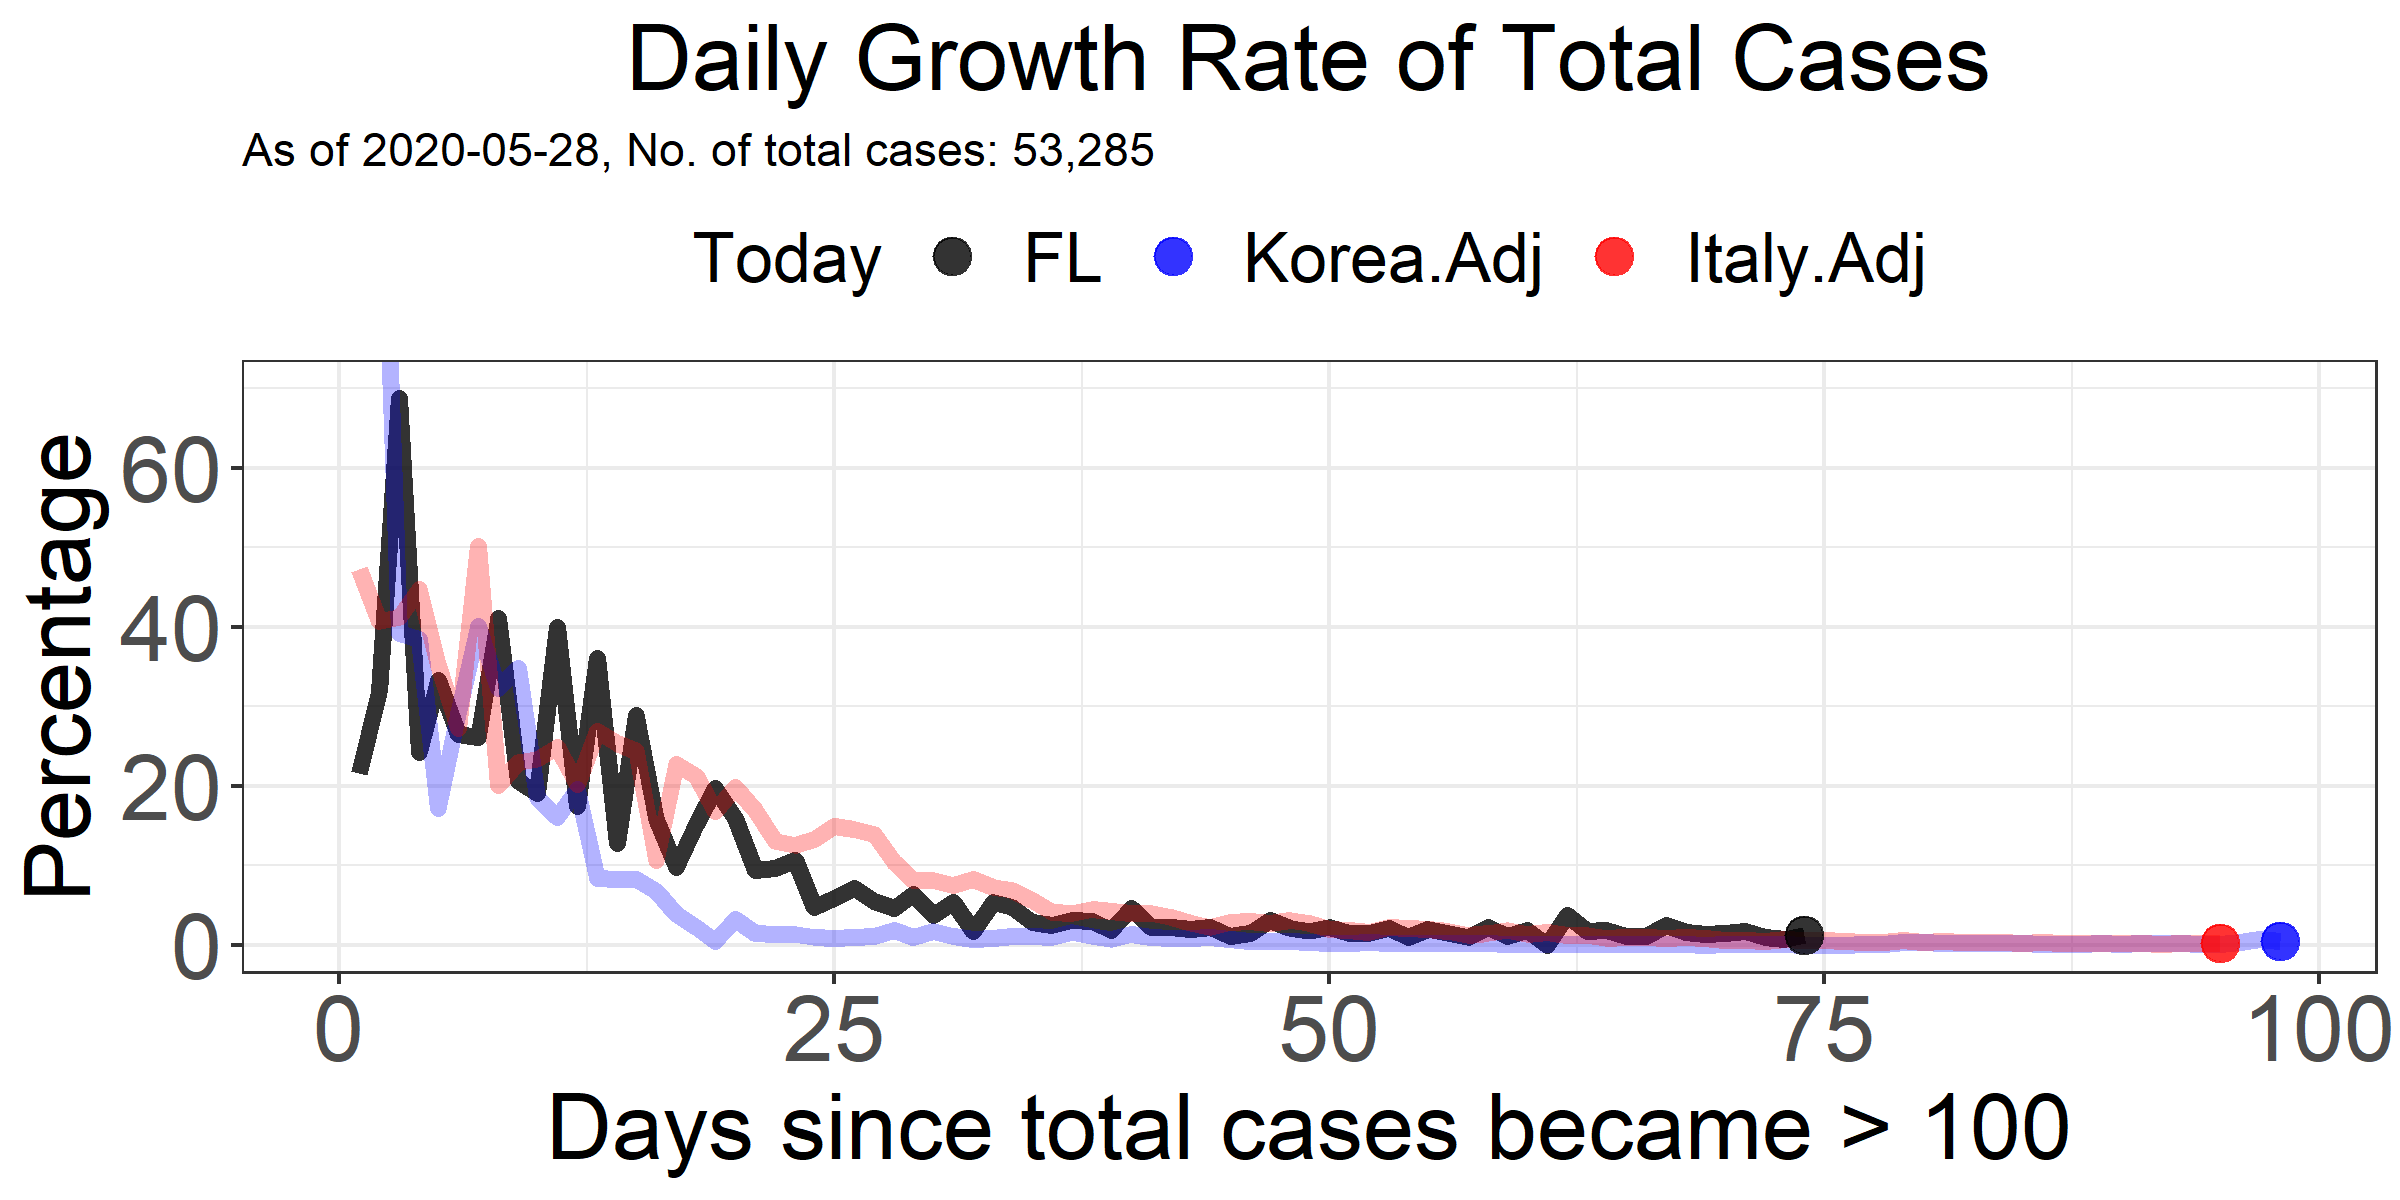 Daily Growth Rate of Total Cases
As of 2020-05-28, No. of total cases: 53,285
Today FL Korea.Adj Italy.Adj
Percentage
60
40
20
0
0 25 50 75 100
Days since total cases became > 100